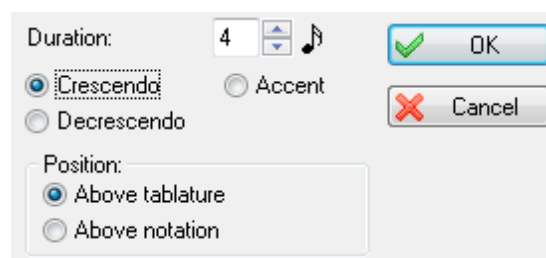 Duration: 4 OK
Crescendo Accent
Decrescendo Cancel
Position:
Above tablature
Above notation